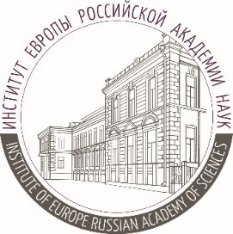 ИНСТИТУТ ЕВРОПЫ РОССИЙСКОЙ АКАДЕМИИ НАУК
INSTITUTE OF EUROPE RUSSIAN ACADEMY OF SCIENCES